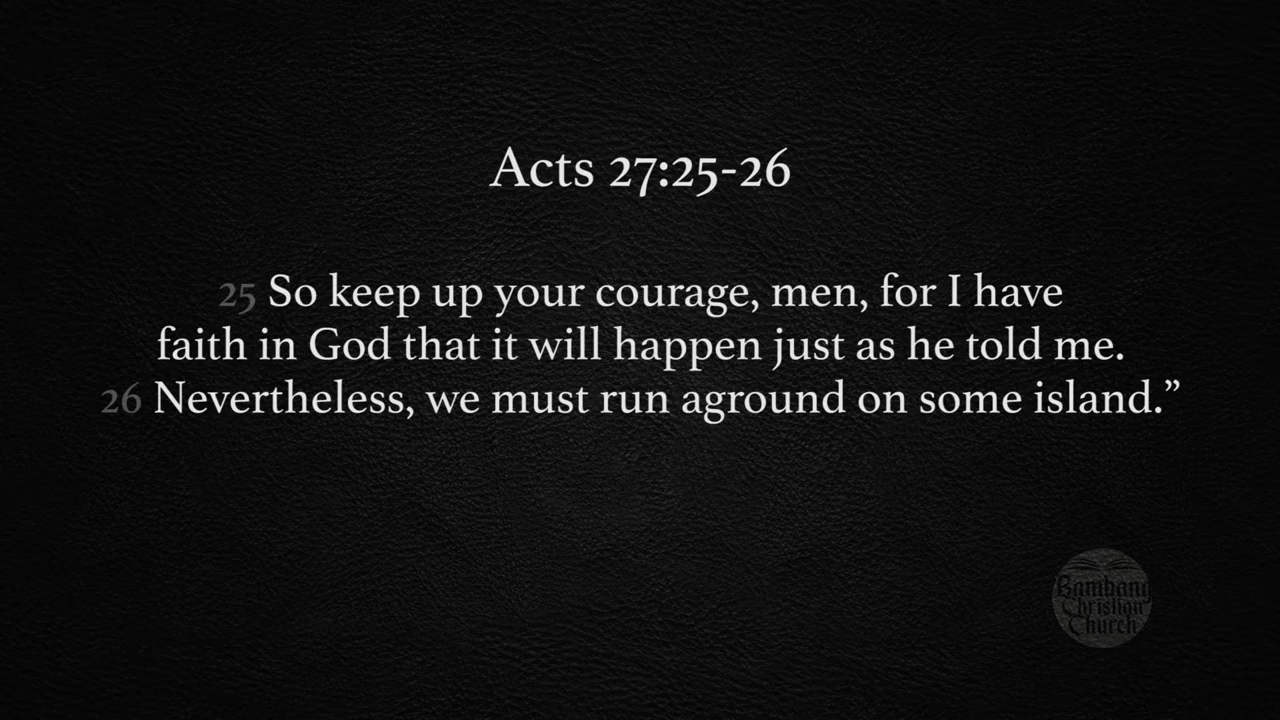 Acts 27:25-26
25 So keep up your courage, men, for I have
faith in God that it will happen just as he told me.
26 Nevertheless, we must run aground on some island.”
Bambang
Christian
Church